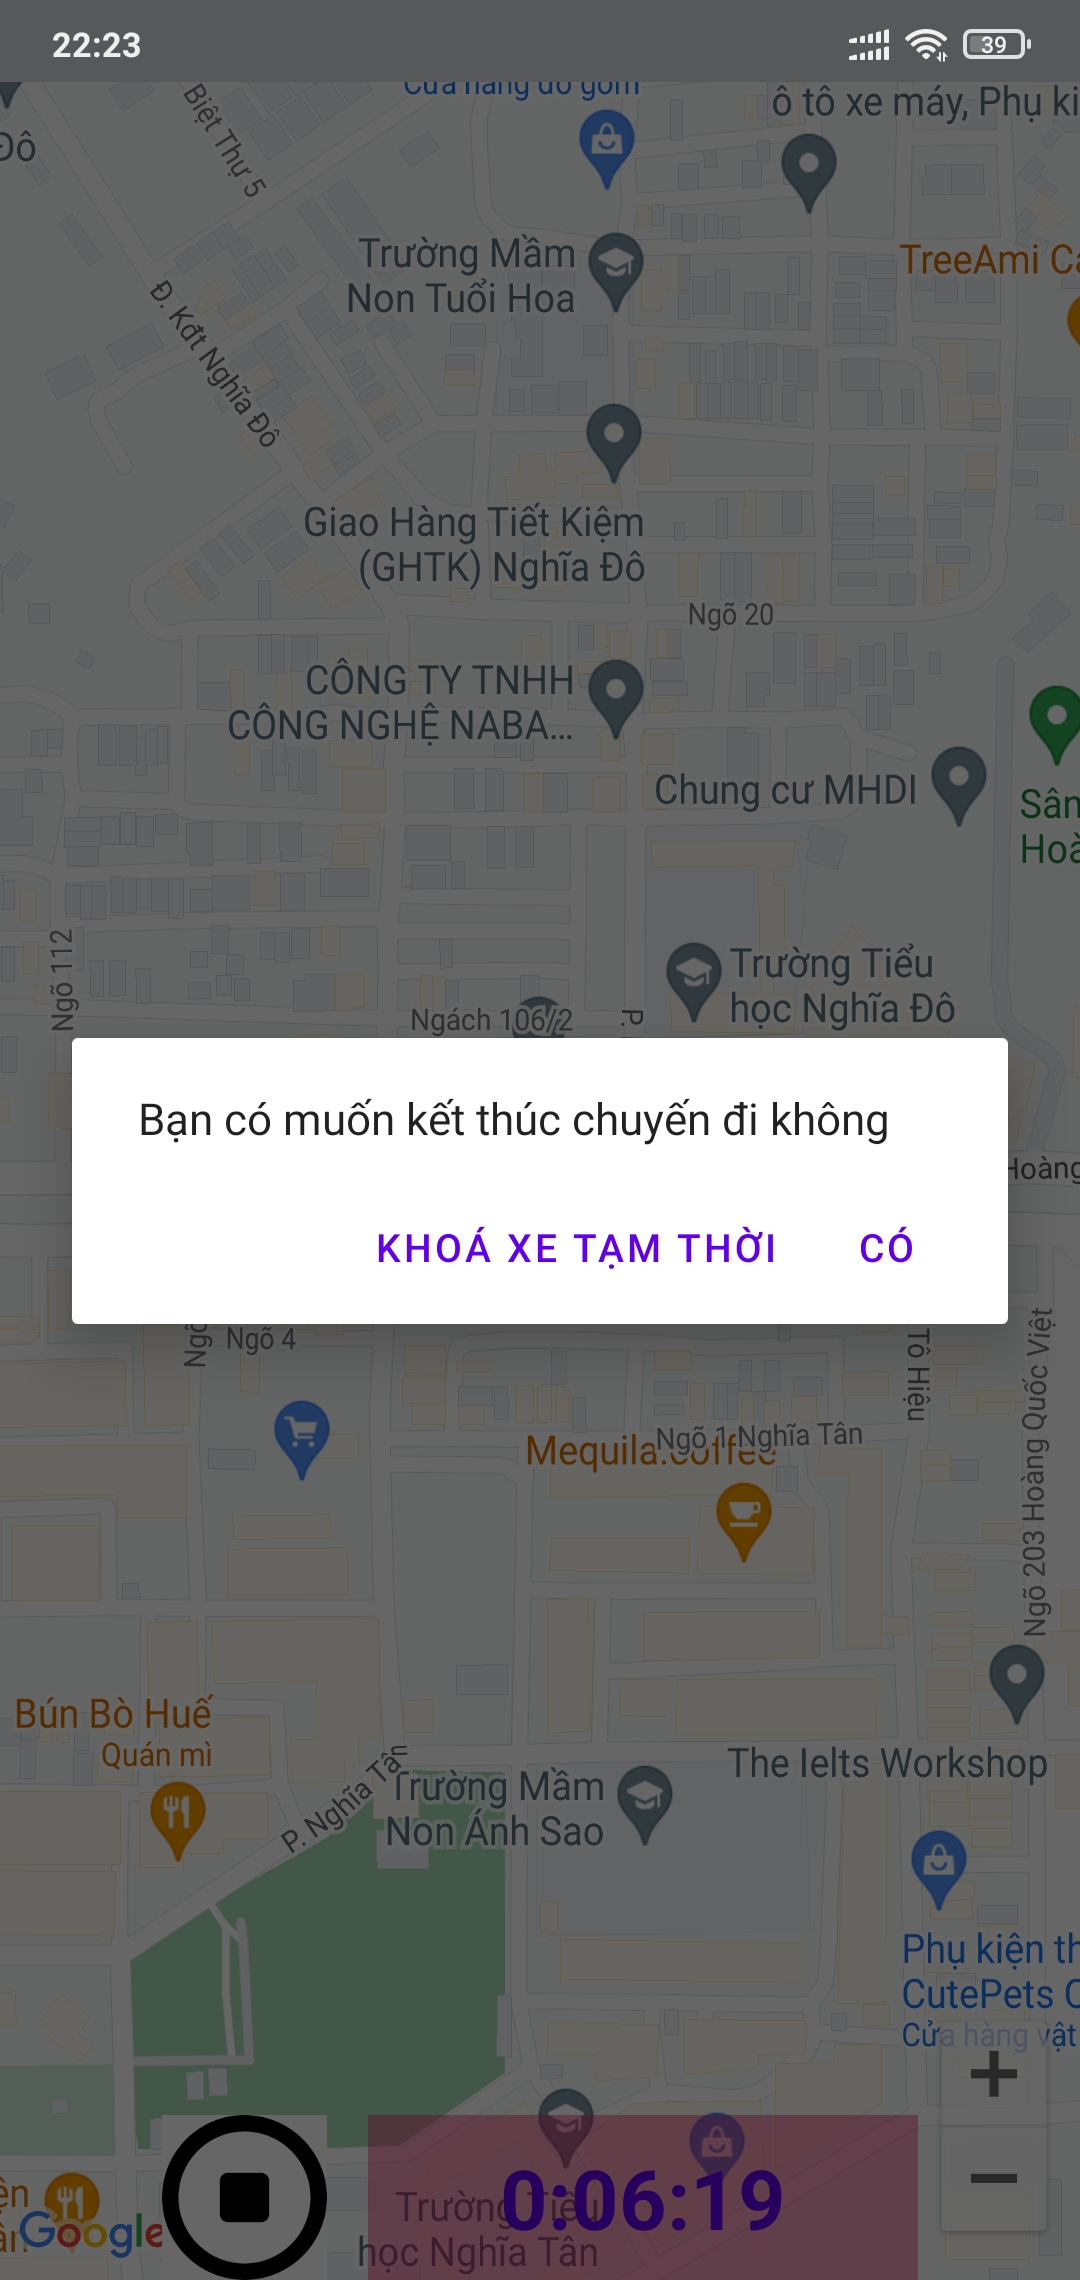 22:23
39
Cửa hàng đồ gốm
Biệt Thự 5
ô tô xe máy, Phụ ki
Đô
Trường Mầm
Non Tuổi Hoa
TreeAmi Ca
Đ. Kđt Nghĩa Đô
Giao Hàng Tiết Kiệm
(GHTK) Nghĩa Đô
Ngõ 20
CÔNG TY TNHH
CÔNG NGHỆ NABA...
Chung cư MHDI
Sân
Hoà
Ngõ 112
Trường Tiểu
học Nghĩa Đô
Ngách 106/2
P.
Bạn có muốn kết thúc chuyến đi không
Hoàng
KHOÁ XE TẠM THỜI
CÓ
Ngõ
Ngõ 4
Tô Hiệu
Ngõ 203 Hoàng Quốc Việt
Ngõ 1 Nghĩa Tân
Mequila.coffee
Bún Bò Huế
Quán mì
P. Nghĩa Tân
Trường Mầm
Non Ánh Sao
The Ielts Workshop
Phụ kiện th
CutePets C
Cửa hàng vật
+
−
0:06:19
Trường Tiểu
học Nghĩa Tân
Google